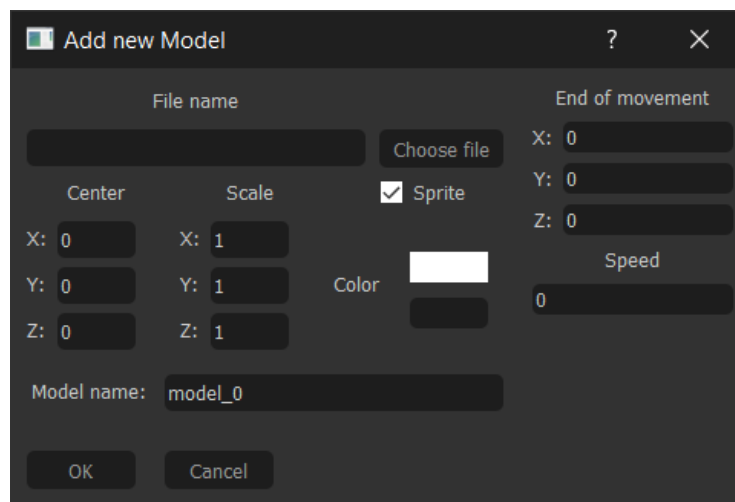 Add new Model ?
File name
Choose file
Center Scale Sprite
X: 0 X: 1
Y: 0 Y: 1 Color
Z: 0 Z: 1
Model name: model_0
OK Cancel
End of movement
X: 0
Y: 0
Z: 0
Speed
0